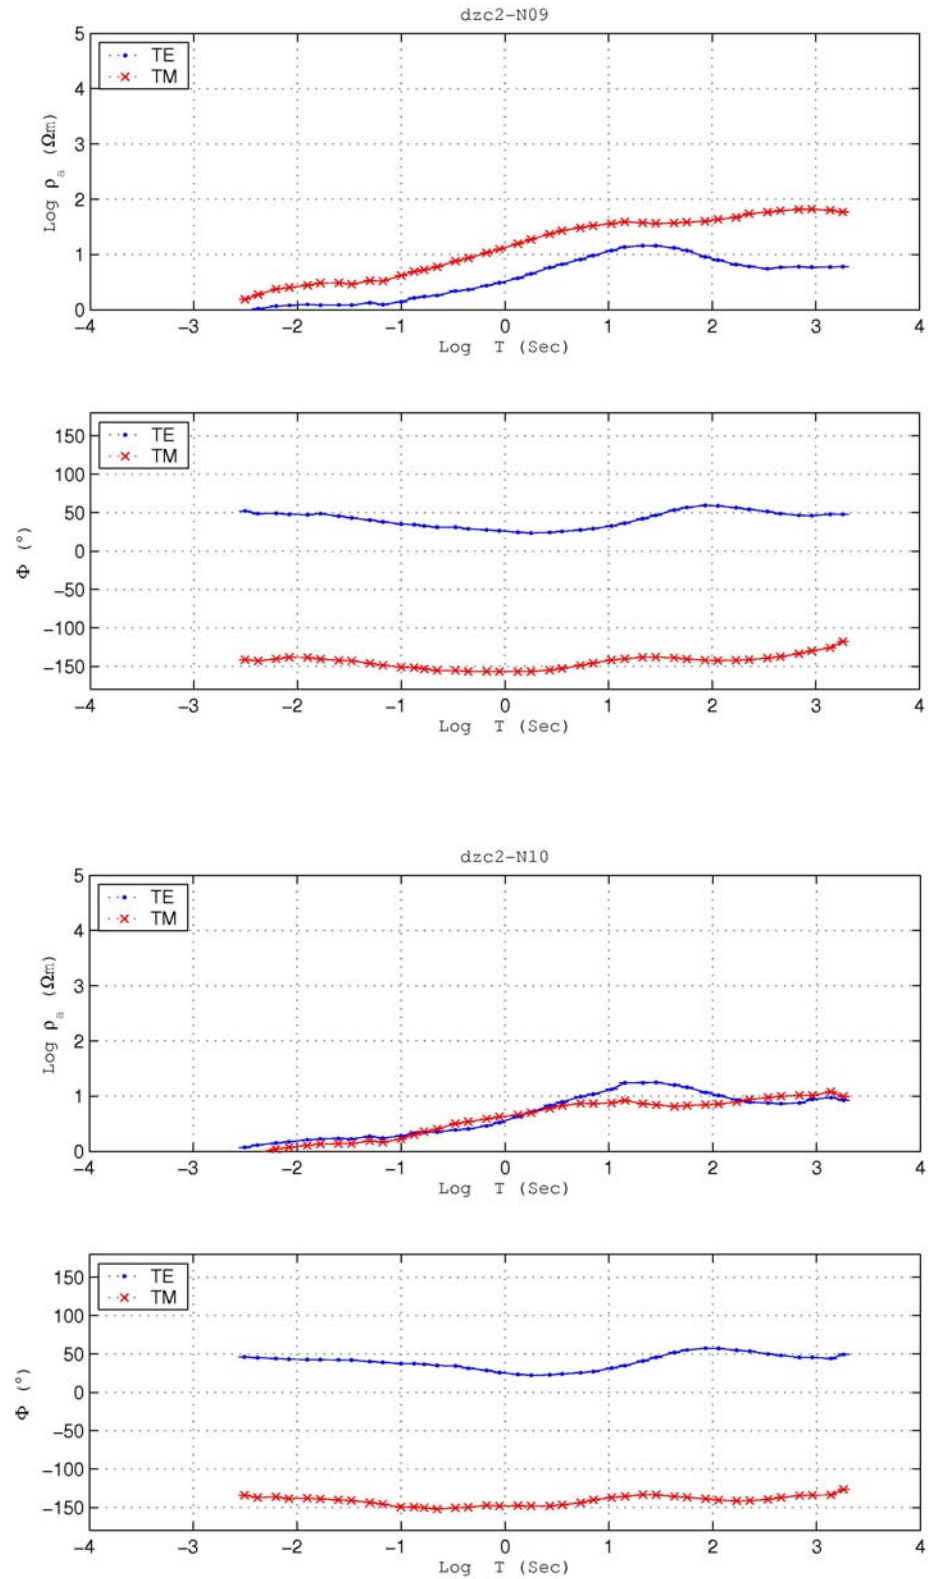 dzc2-N09
5
4
3
2
1
0
Log ρa (Ωm)
TE
TM
−4 −3 −2 −1 0 1 2 3 4
Log T (Sec)
150
100
50
0
−50
−100
−150
Φ (°)
TE
TM
−4 −3 −2 −1 0 1 2 3 4
Log T (Sec)
dzc2-N10
5
4
3
2
1
0
Log ρa (Ωm)
TE
TM
−4 −3 −2 −1 0 1 2 3 4
Log T (Sec)
150
100
50
0
−50
−100
−150
Φ (°)
TE
TM
−4 −3 −2 −1 0 1 2 3 4
Log T (Sec)